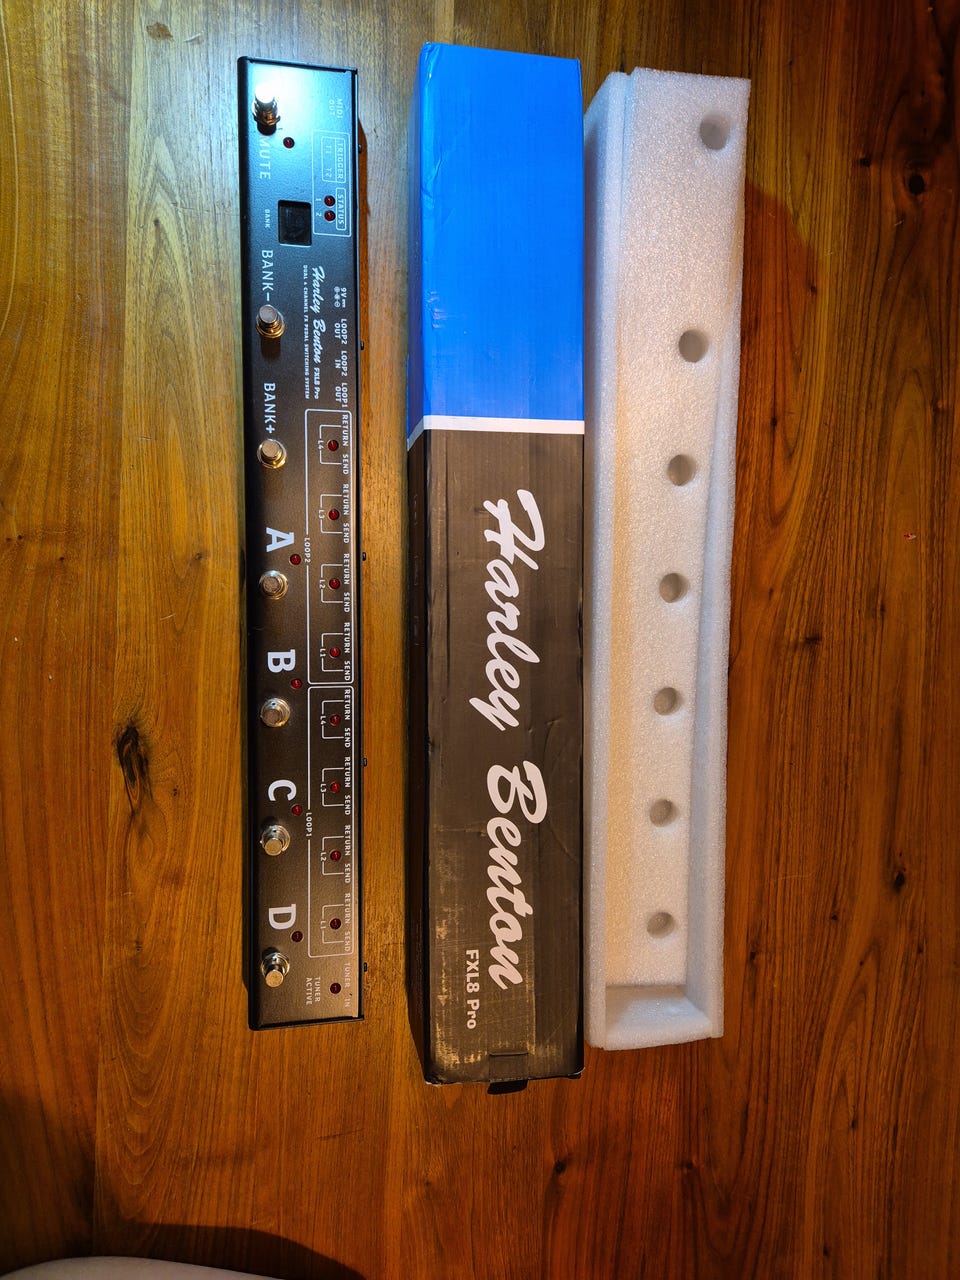 MIDI
OUT
TRIGGER
T1 T2
STATUS
1
2
MUTE
BANK
BANK-
BANK+
Harley Benton FXL8 Pro
DUAL 4 CHANNEL FX PEDAL SWITCHING SYSTEM
9V
LOOP2
OUT
LOOP2
IN
LOOP1
OUT
RETURN SEND
L4
RETURN SEND
L3
RETURN SEND
L2
RETURN SEND
L1
LOOP2
RETURN SEND
L4
RETURN SEND
L3
RETURN SEND
L2
RETURN SEND
L1
LOOP1
TUNER IN
TUNER
ACTIVE
A
B
C
D
Harley Benton
FXL8 Pro